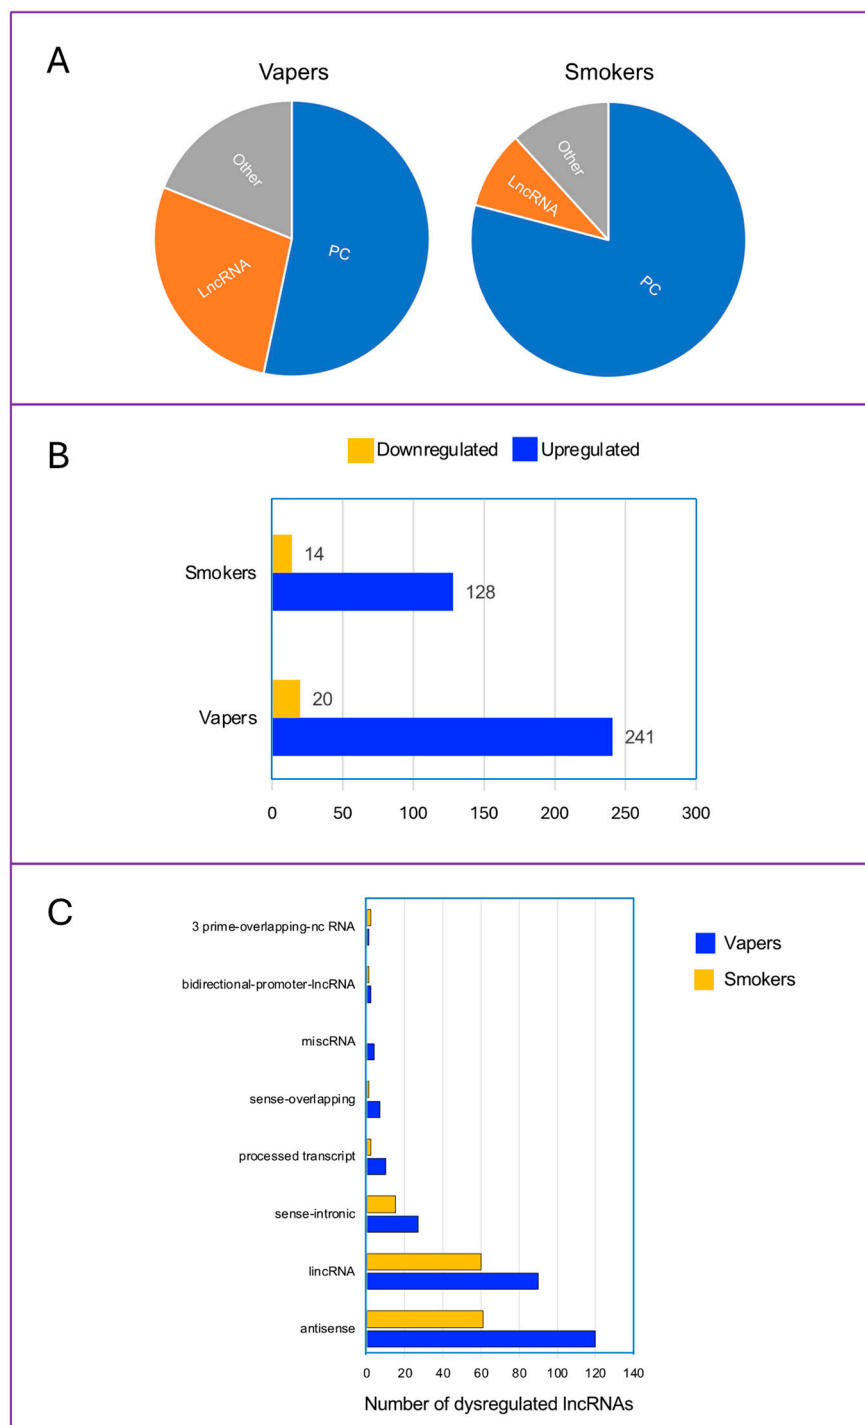 A
Vapers
Smokers
Other
LncRNA
PC
Other
LncRNA
PC
B
Downregulated
Upregulated
Smokers
14
128
Vapers
20
241
0 50 100 150 200 250 300
C
3 prime-overlapping-nc RNA
bidirectional-promoter-lncRNA
miscRNA
sense-overlapping
processed transcript
sense-intronic
lincRNA
antisense
Vapers
Smokers
0 20 40 60 80 100 120 140
Number of dysregulated lncRNAs